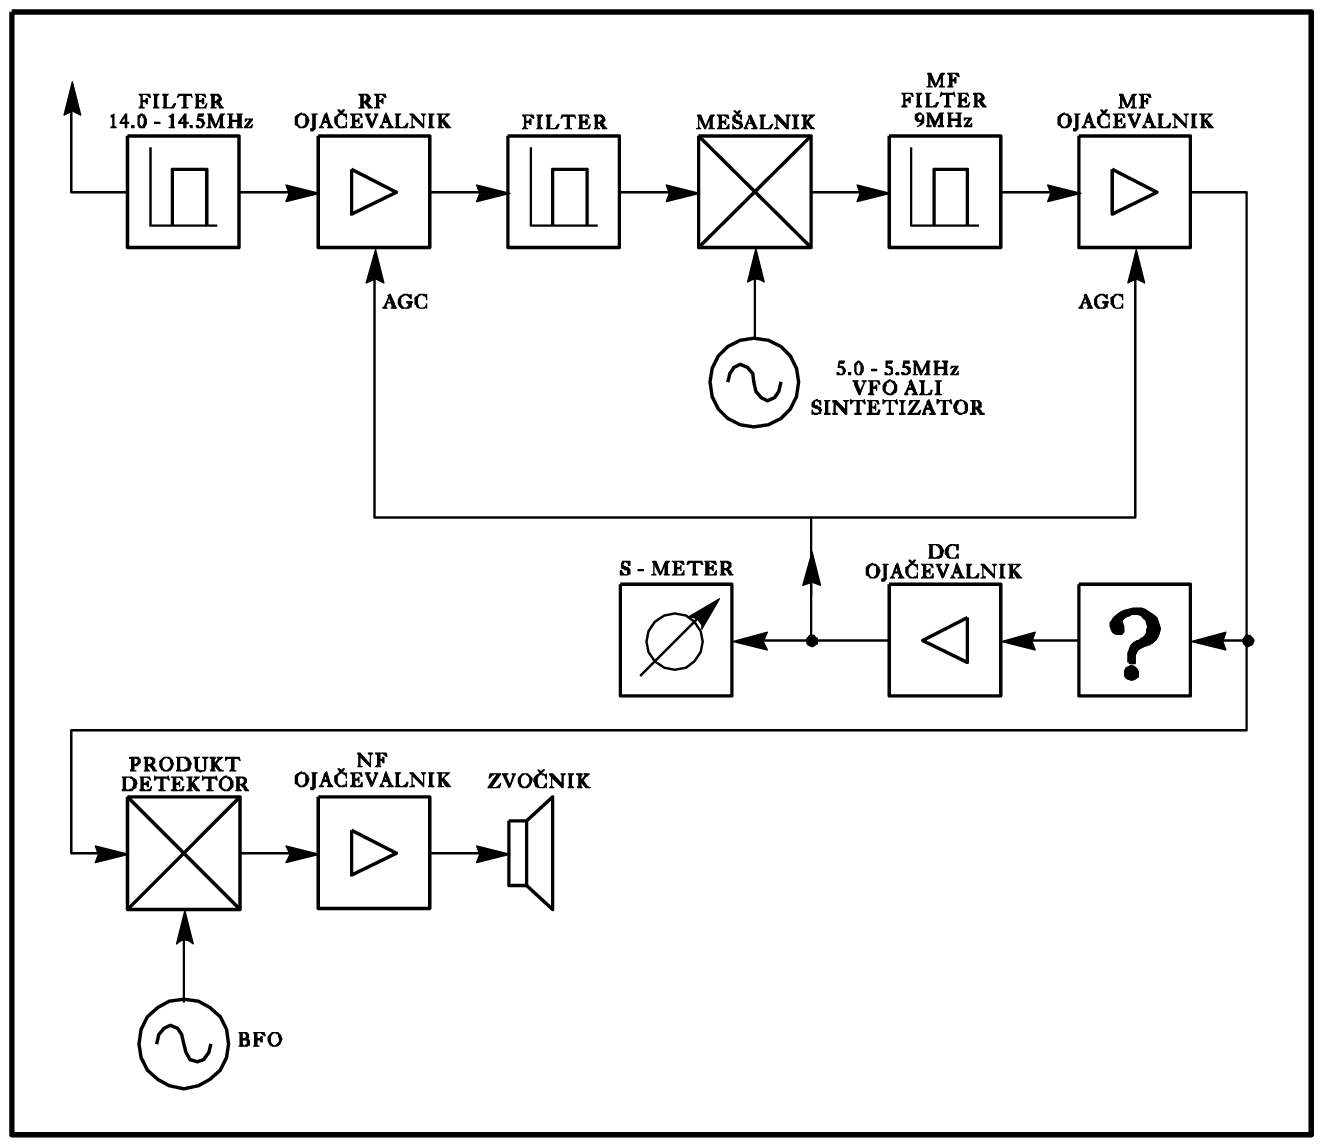 FILTER
14.0 - 14.5MHz
RF
OJAČEVALNIK
FILTER
MEŠALNIK
MF
FILTER
9MHz
MF
OJAČEVALNIK
AGC
AGC
5.0 - 5.5MHz
VFO ALI
SINTETIZATOR
S - METER
DC
OJAČEVALNIK
?
PRODUKT
DETEKTOR
NF
OJAČEVALNIK
ZVOČNIK
BFO